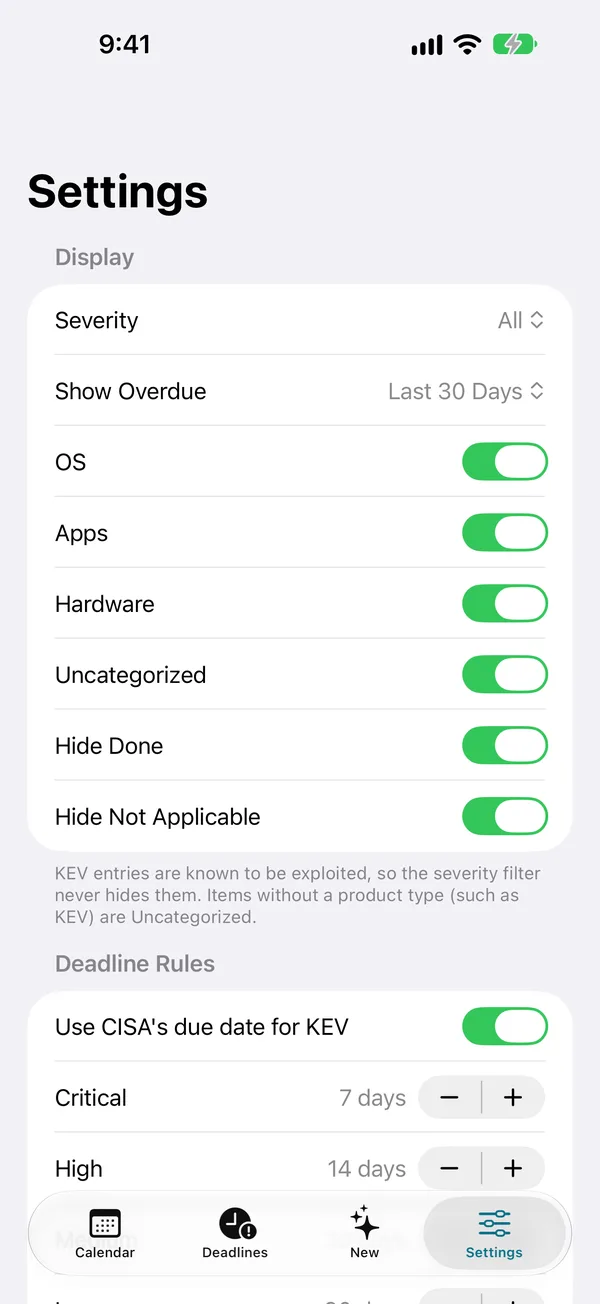 9:41
Settings
Display
Severity All
Show Overdue Last 30 Days
OS
Apps
Hardware
Uncategorized
Hide Done
Hide Not Applicable
KEV entries are known to be exploited, so the severity filter
never hides them. Items without a product type (such as
KEV) are Uncategorized.
Deadline Rules
Use CISA's due date for KEV
Critical 7 days − +
High 14 days − +
Medium
Calendar Deadlines New Settings